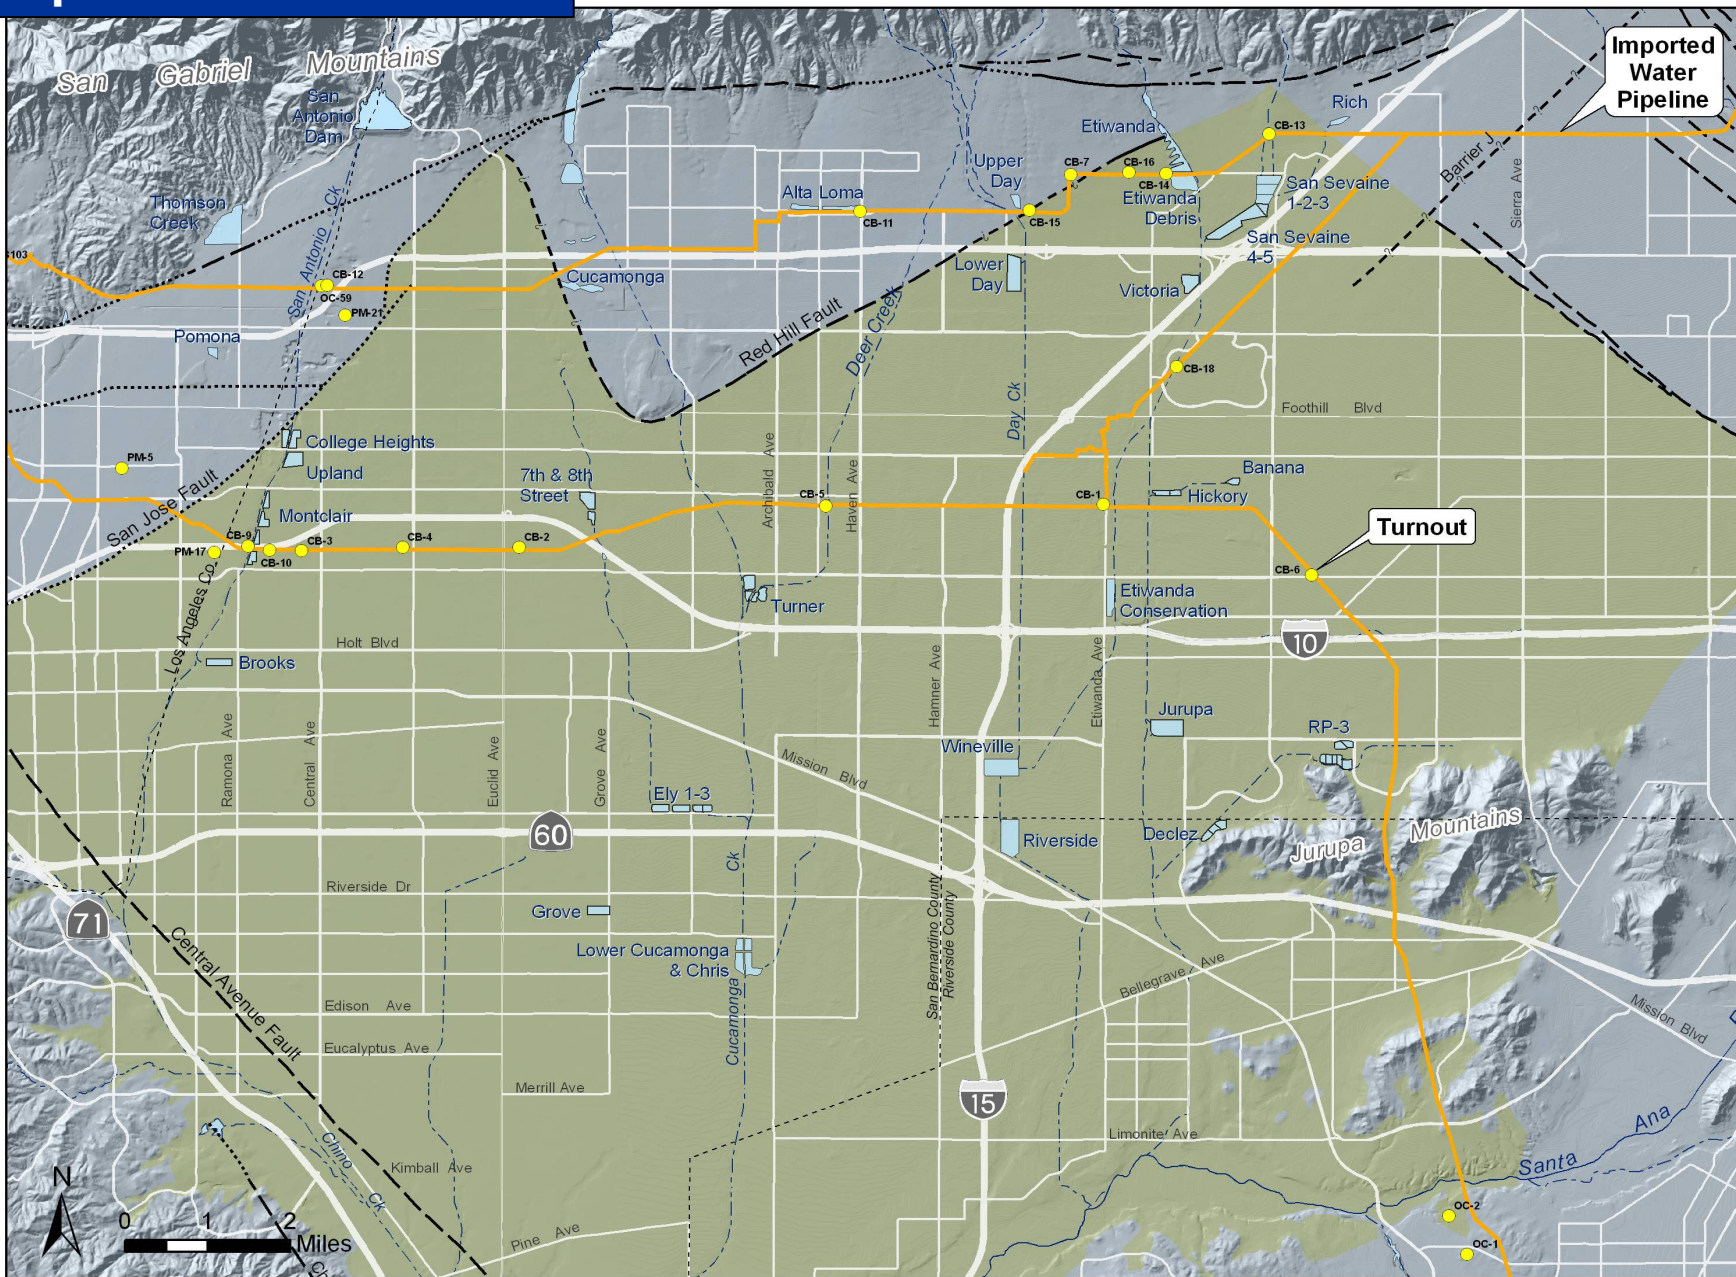 San Gabriel Mountains
Imported
Water
Pipeline
San
Antonio
Dam
Rich
Etiwanda
CB-13
Barrier J
Upper
Day
CB-7
CB-16
CB-14
Etiwanda
Debris
San Sevaine
1-2-3
Sierra Ave
Thomson
Creek
San Antonio Ck
Alta Loma
CB-11
CB-15
San Sevaine
4-5
CB-12
OC-59
PM-21
Cucamonga
Lower
Day
Victoria
Pomona
Red Hill Fault
Deer Creek
CB-18
Day Ck
Foothill Blvd
College Heights
Upland
PM-5
San Jose Fault
7th & 8th
Street
Archibald Ave
Haven Ave
CB-5
CB-1
Banana
Hickory
Montclair
Turnout
PM-17
CB-9
CB-10
CB-3
CB-4
CB-2
CB-6
Los Angeles Co.
Turner
Etiwanda
Conservation
10
Holt Blvd
Brooks
Hamner Ave
Etiwanda Ave
Ramona Ave
Central Ave
Euclid Ave
Grove Ave
Jurupa
RP-3
Wineville
Mission Blvd
Ely 1-3
60
Riverside
Declez
Jurupa Mountains
Ck
Riverside Dr
71
Grove
San Bernardino County
Riverside County
Central Avenue Fault
Lower Cucamonga
& Chris
Bellegrave Ave
Edison Ave
Mission Blvd
Cucamonga
Eucalyptus Ave
Merrill Ave
15
Limonite Ave
Chino Ck
Kimball Ave
Santa Ana
N
0 1 2
Miles
Pine Ave
OC-2
OC-1